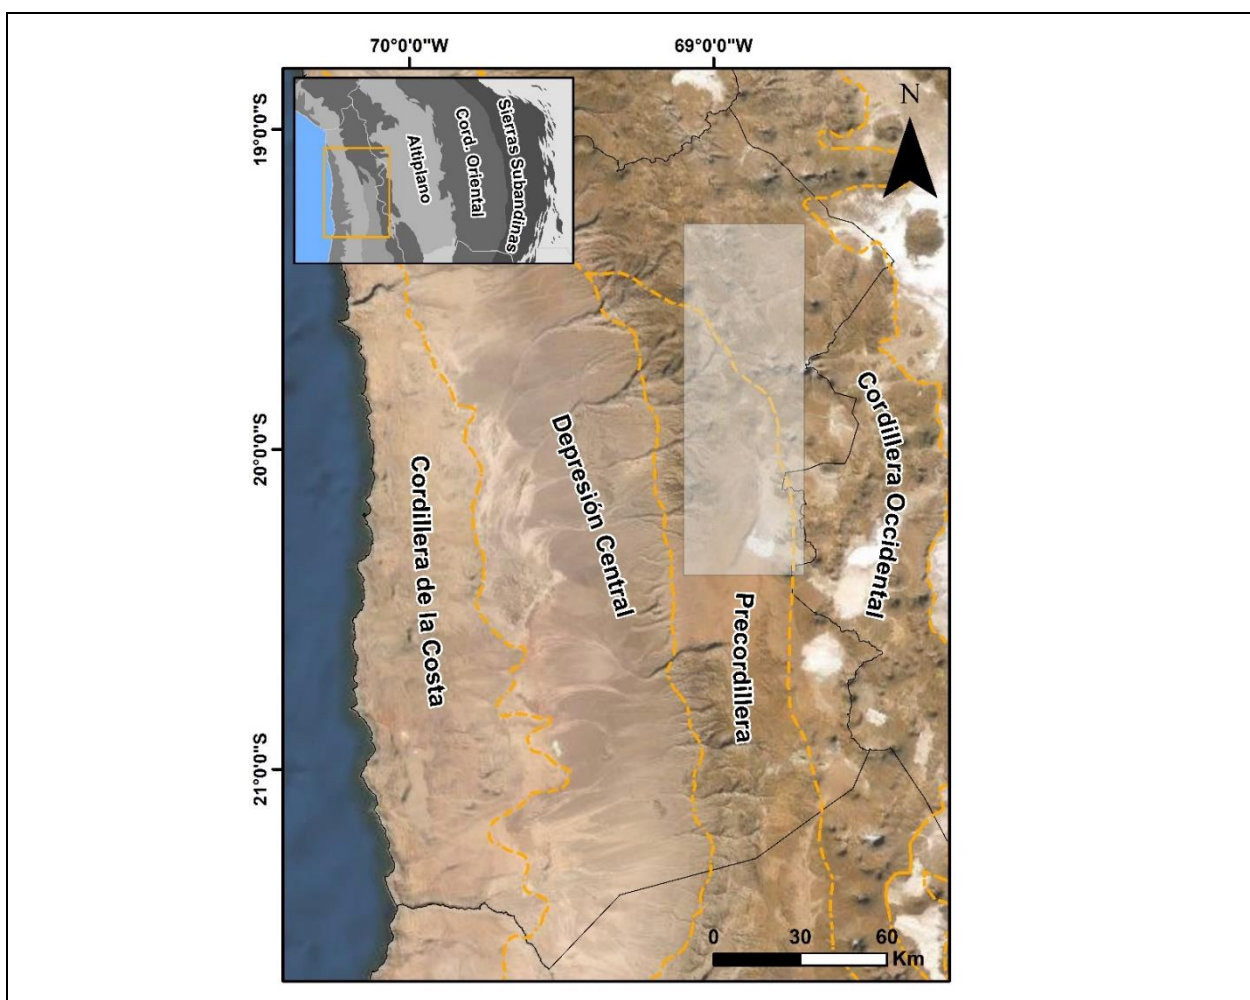 70°0'0"W
69°0'0"W
19°0'0"S
20°0'0"S
21°0'0"S
Altiplano
Cord. Oriental
Sierras Subandinas
N
Cordillera de la Costa
Depresión Central
Precordillera
Cordillera Occidental
0 30 60
Km